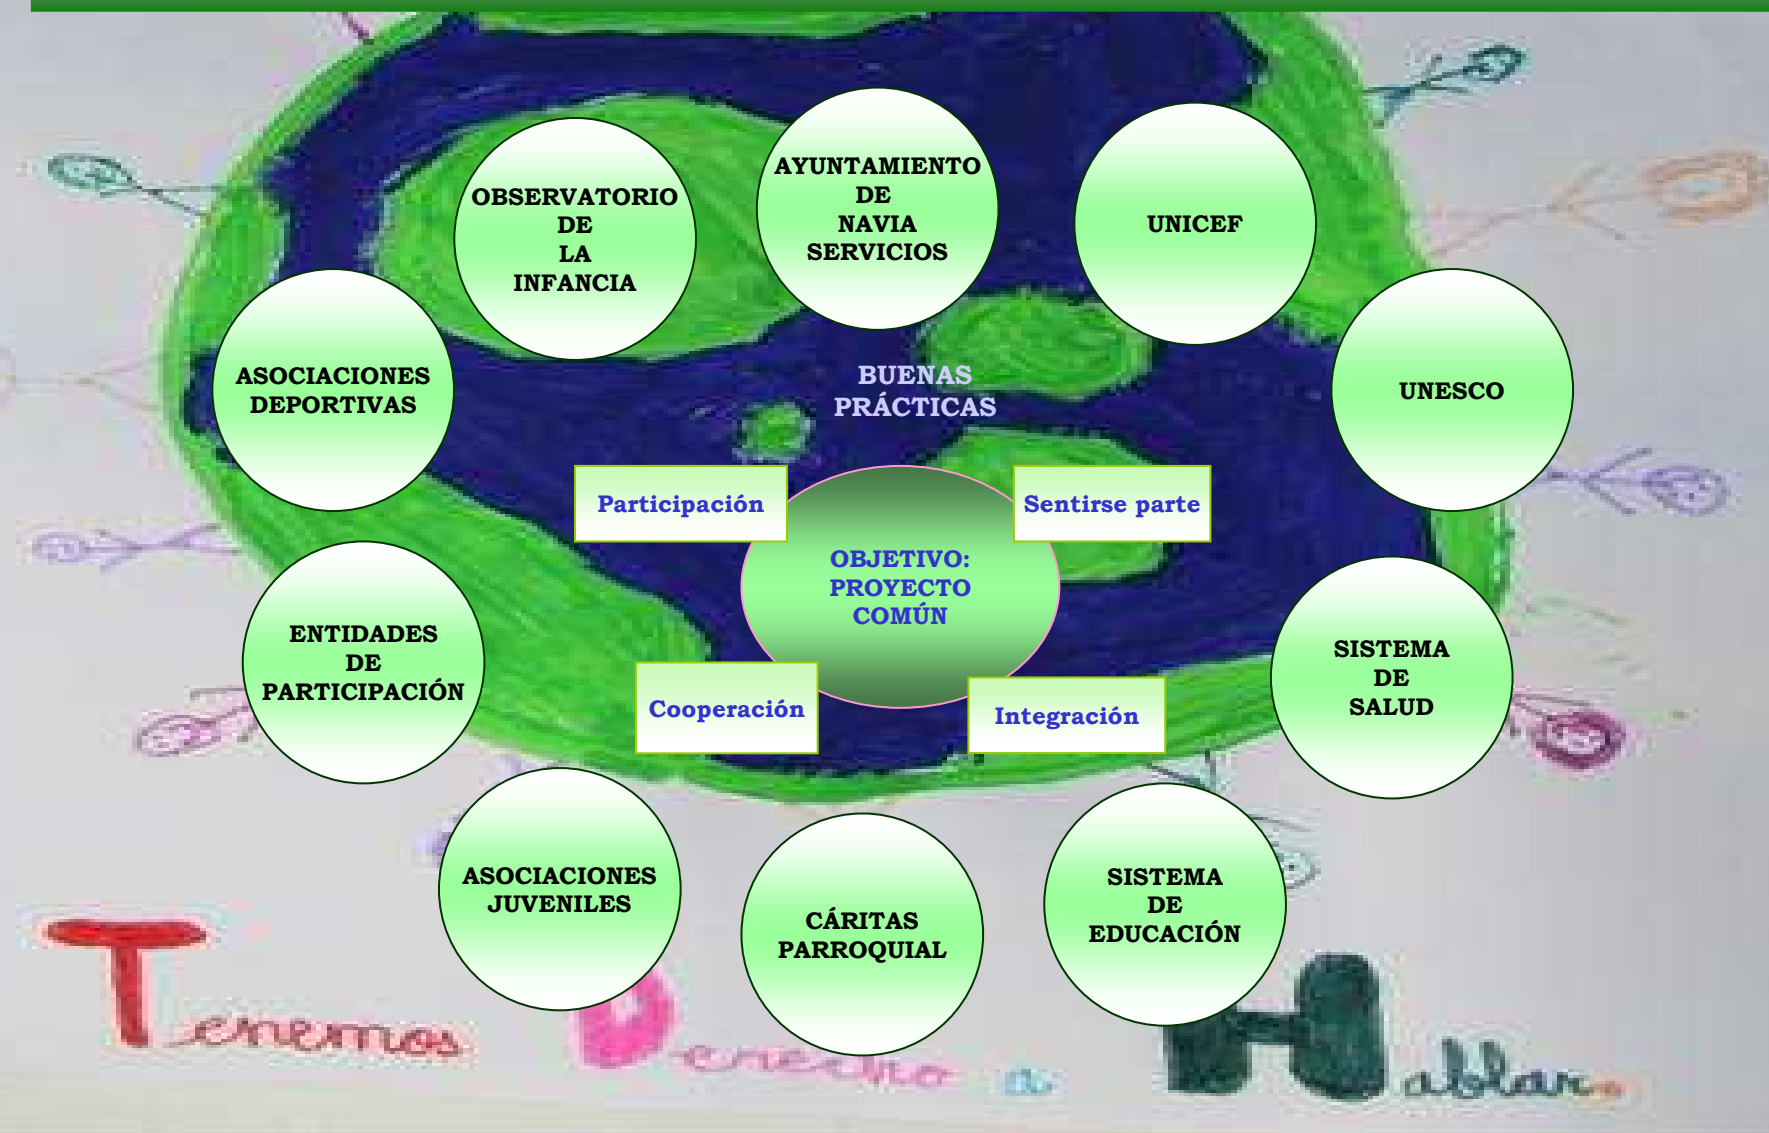 AYUNTAMIENTO
DE
NAVIA
SERVICIOS
OBSERVATORIO
DE
LA
INFANCIA
UNICEF
ASOCIACIONES
DEPORTIVAS
UNESCO
BUENAS
PRÁCTICAS
Participación
Sentirse parte
OBJETIVO:
PROYECTO
COMÚN
ENTIDADES
DE
PARTICIPACIÓN
SISTEMA
DE
SALUD
Cooperación
Integración
ASOCIACIONES
JUVENILES
CÁRITAS
PARROQUIAL
SISTEMA
DE
EDUCACIÓN
Tenemos Derecho a Hablar.